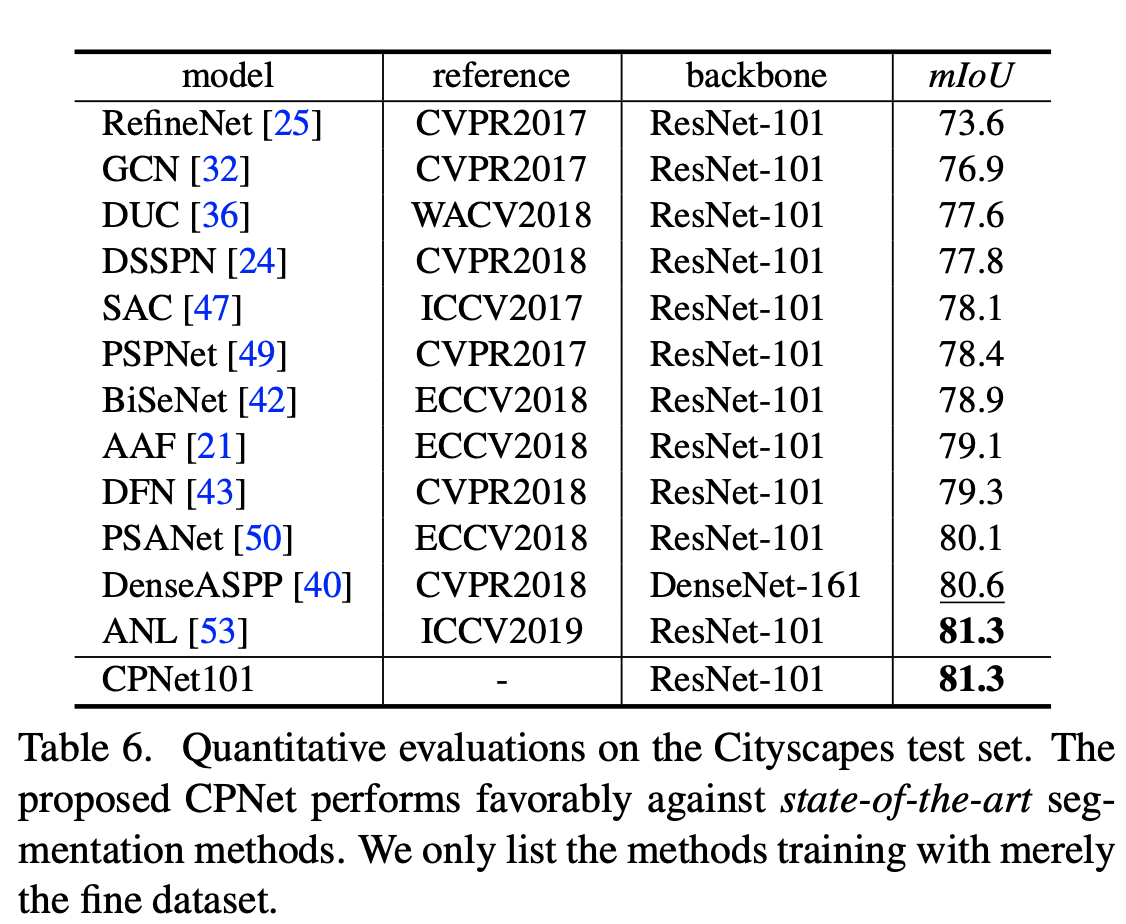 model reference backbone mIoU
RefineNet [25] CVPR2017 ResNet-101 73.6
GCN [32] CVPR2017 ResNet-101 76.9
DUC [36] WACV2018 ResNet-101 77.6
DSSPN [24] CVPR2018 ResNet-101 77.8
SAC [47] ICCV2017 ResNet-101 78.1
PSPNet [49] CVPR2017 ResNet-101 78.4
BiSeNet [42] ECCV2018 ResNet-101 78.9
AAF [21] ECCV2018 ResNet-101 79.1
DFN [43] CVPR2018 ResNet-101 79.3
PSANet [50] ECCV2018 ResNet-101 80.1
DenseASPP [40] CVPR2018 DenseNet-161 80.6
ANL [53] ICCV2019 ResNet-101 81.3
CPNet101 - ResNet-101 81.3
Table 6. Quantitative evaluations on the Cityscapes test set. The
proposed CPNet performs favorably against state-of-the-art seg-
mentation methods. We only list the methods training with merely
the fine dataset.